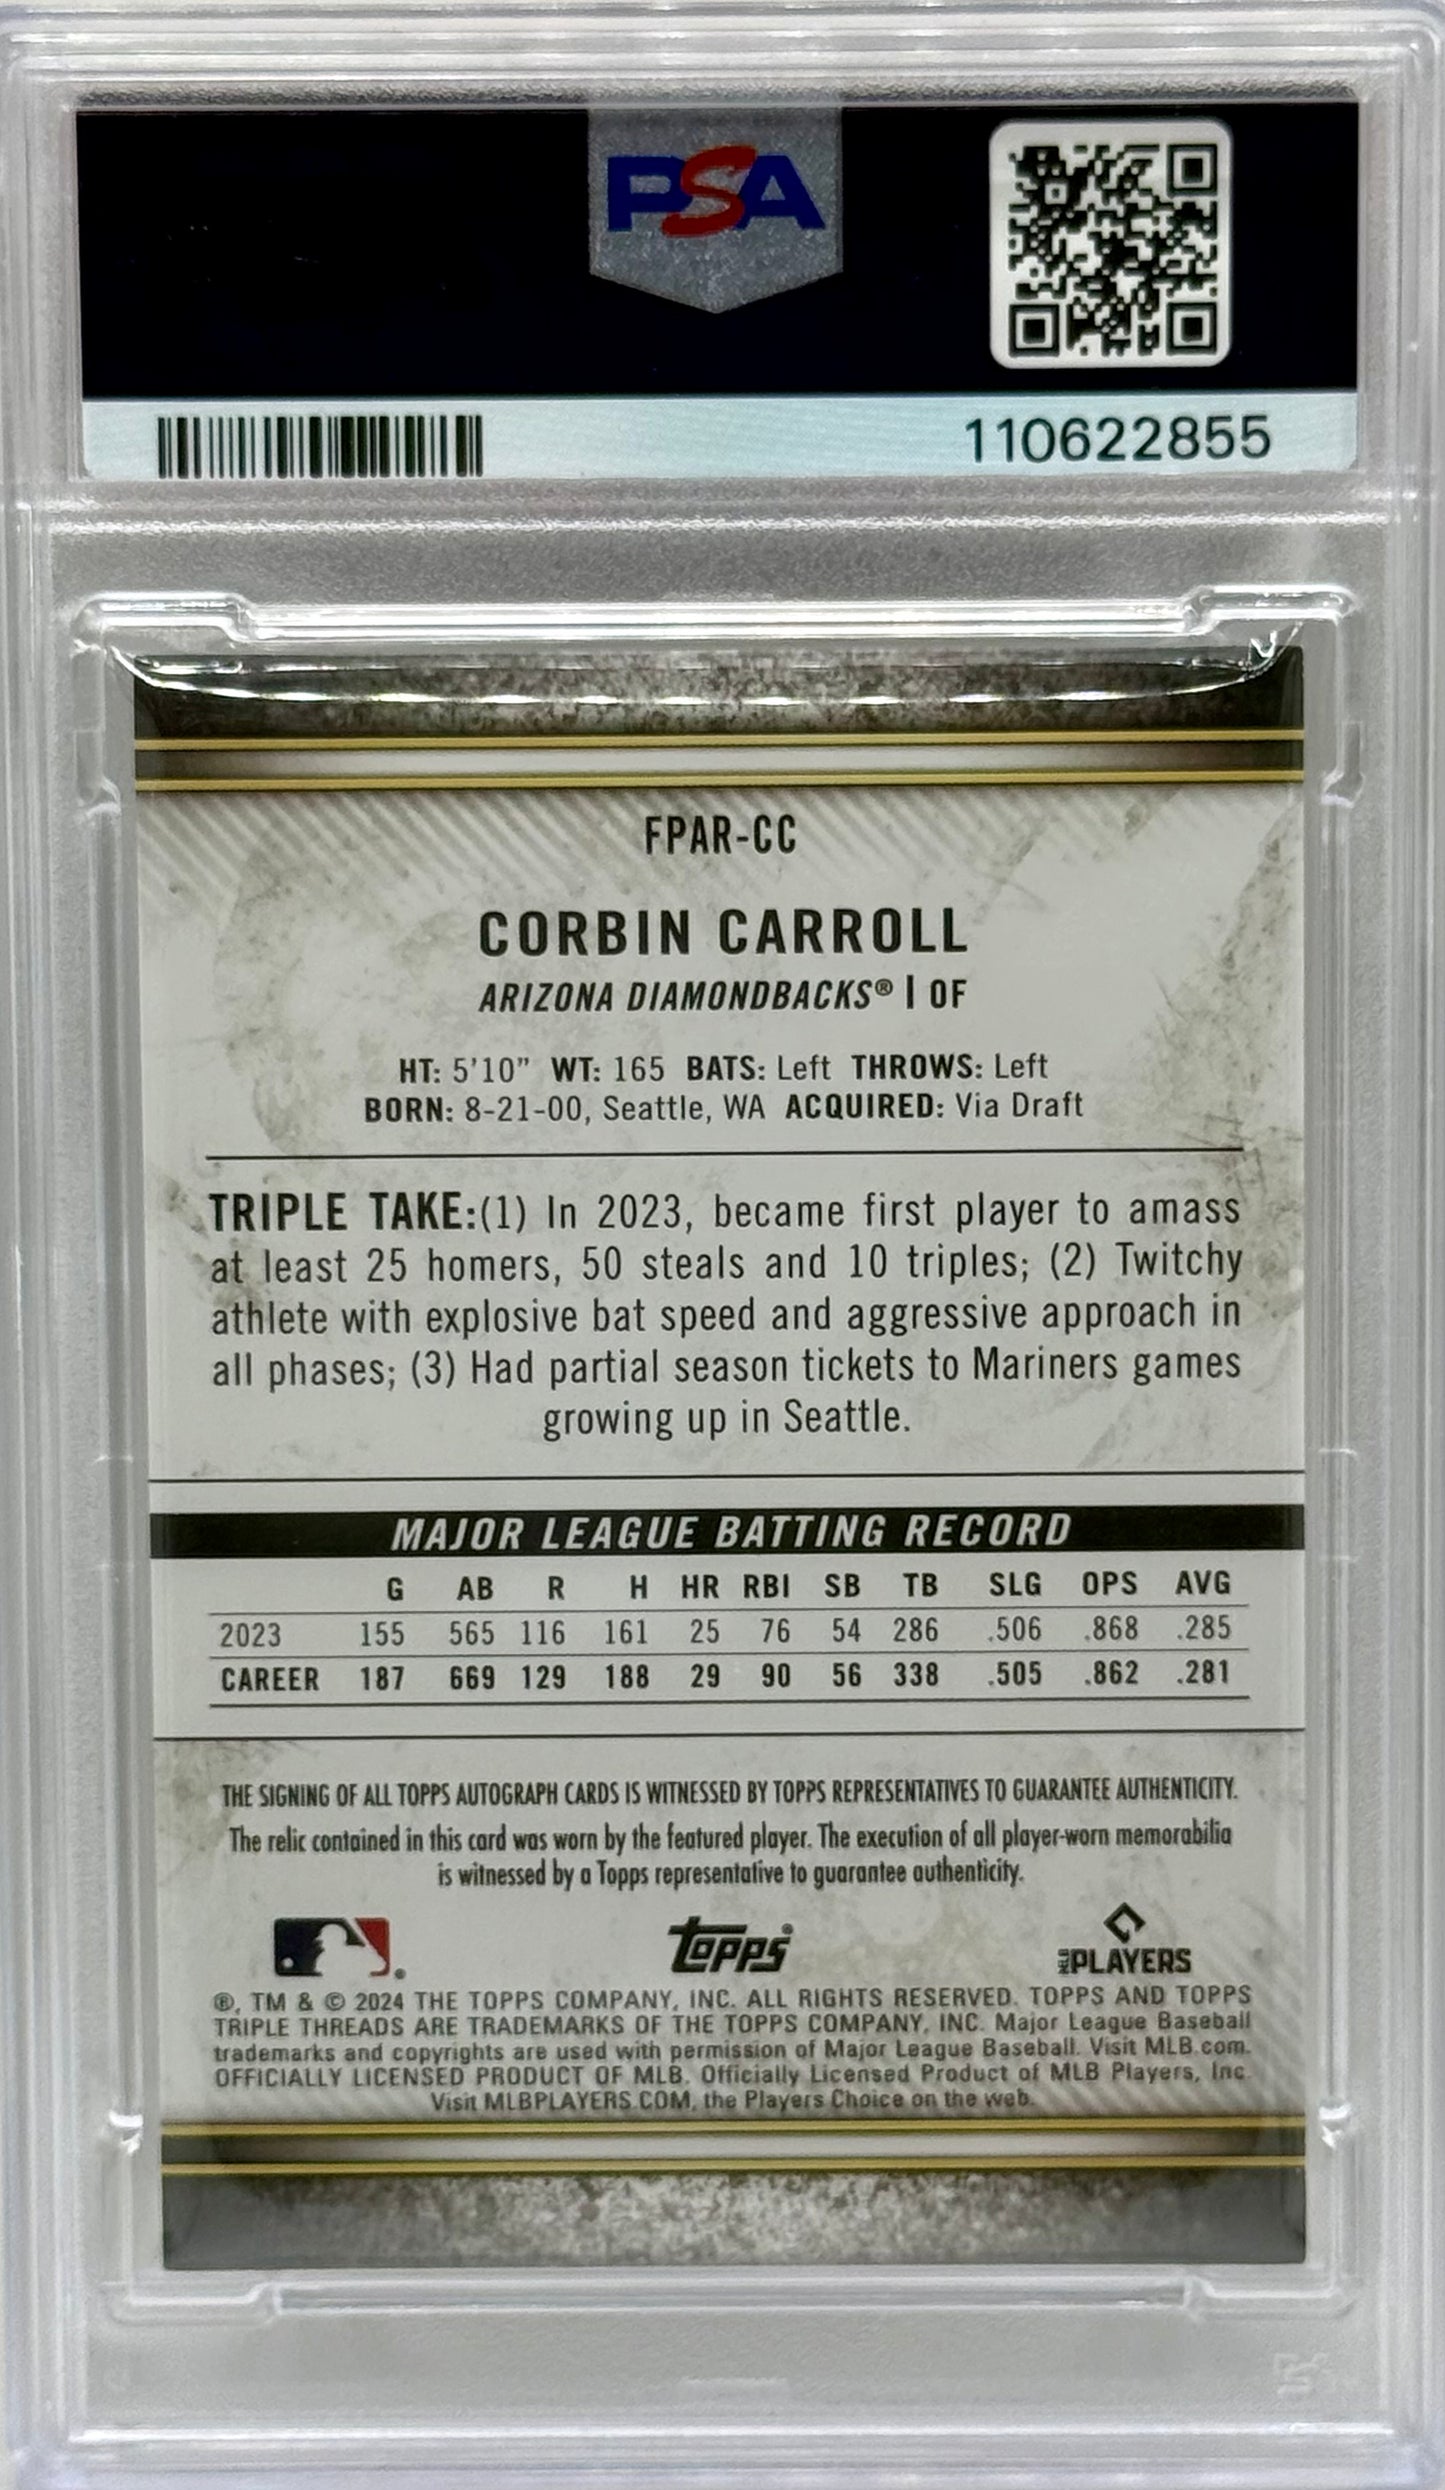 PSA
110622855
FPAR-CC
CORBIN CARROLL
ARIZONA DIAMONDBACKS® | OF
HT: 5'10" WT: 165 BATS: Left THROWS: Left
BORN: 8-21-00, Seattle, WA ACQUIRED: Via Draft
TRIPLE TAKE:(1) In 2023, became first player to amass
at least 25 homers, 50 steals and 10 triples; (2) Twitchy
athlete with explosive bat speed and aggressive approach in
all phases; (3) Had partial season tickets to Mariners games
growing up in Seattle.
MAJOR LEAGUE BATTING RECORD
G AB R H HR RBI SB TB SLG OPS AVG
2023 155 565 116 161 25 76 54 286 .506 .868 .285
CAREER 187 669 129 188 29 90 56 338 .505 .862 .281
THE SIGNING OF ALL TOPPS AUTOGRAPH CARDS IS WITNESSED BY TOPPS REPRESENTATIVES TO GUARANTEE AUTHENTICITY.
The relic contained in this card was worn by the featured player. The execution of all player-worn memorabilia
is witnessed by a Topps representative to guarantee authenticity.
topps® MLB PLAYERS
®, TM & © 2024 THE TOPPS COMPANY, INC. ALL RIGHTS RESERVED. TOPPS AND TOPPS
TRIPLE THREADS ARE TRADEMARKS OF THE TOPPS COMPANY, INC. Major League Baseball
trademarks and copyrights are used with permission of Major League Baseball. Visit MLB.com.
OFFICIALLY LICENSED PRODUCT OF MLB. Officially Licensed Product of MLB Players, Inc.
Visit MLBPLAYERS.COM, the Players Choice on the web.